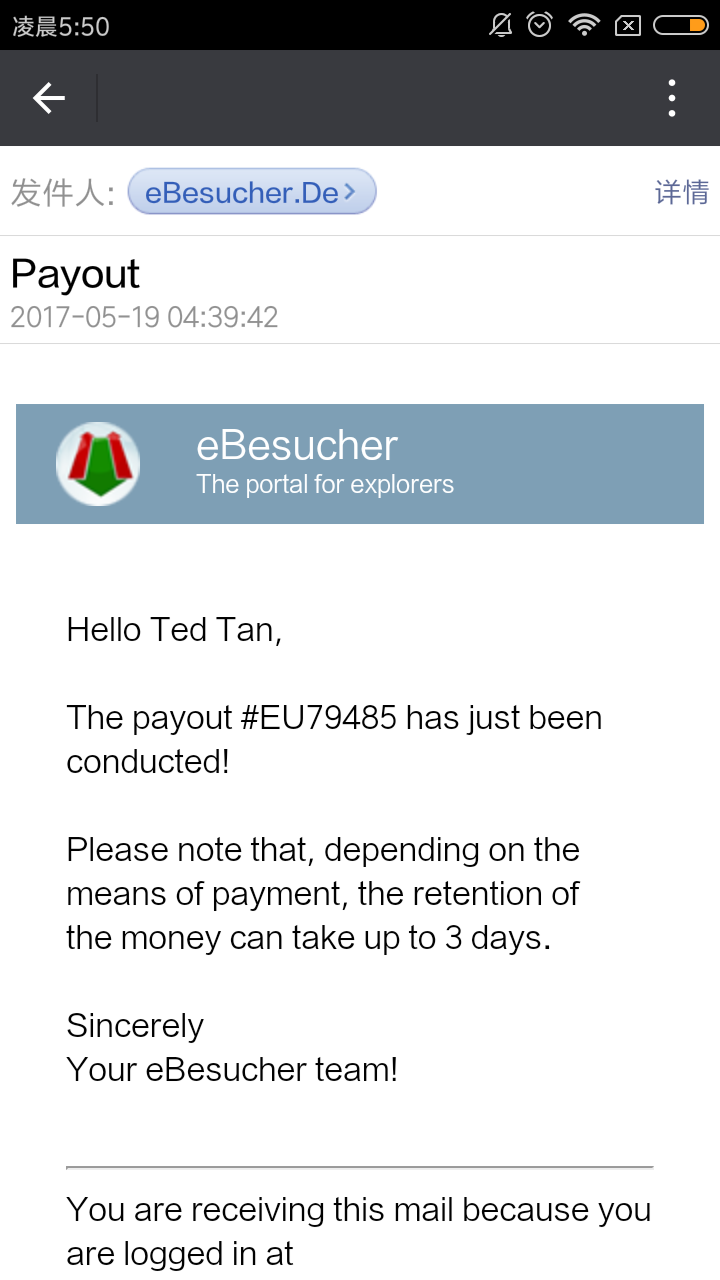 凌晨5:50
发件人: eBesucher.De
详情
Payout
2017-05-19 04:39:42
eBesucher
The portal for explorers
Hello Ted Tan,
The payout #EU79485 has just been
conducted!
Please note that, depending on the
means of payment, the retention of
the money can take up to 3 days.
Sincerely
Your eBesucher team!
You are receiving this mail because you
are logged in at